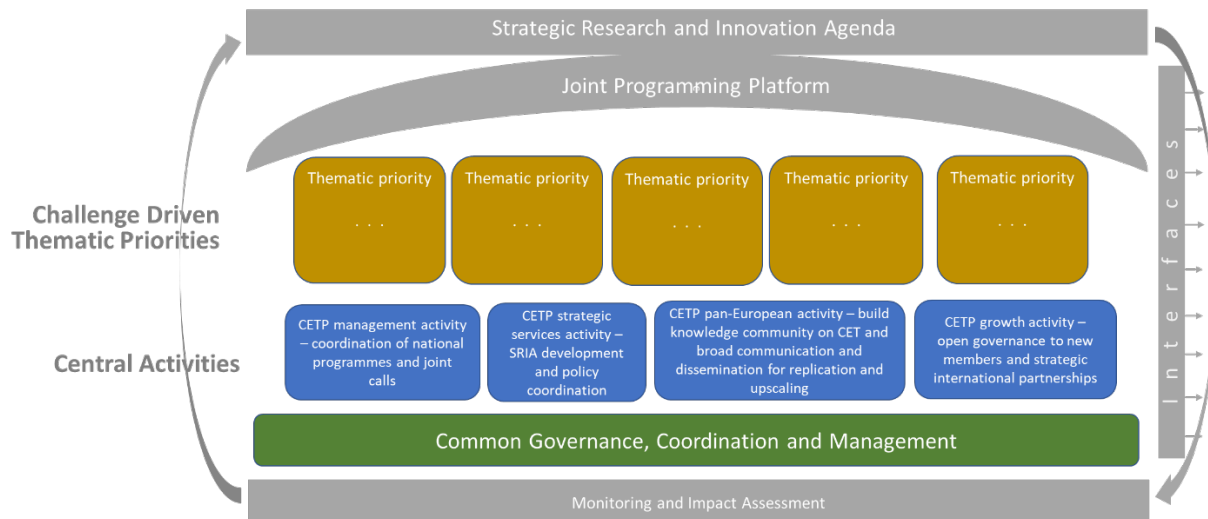 Strategic Research and Innovation Agenda
Joint Programming Platform
Thematic priority
. . .
Thematic priority
. . .
Thematic priority
. . .
Thematic priority
. . .
Thematic priority
. . .
Challenge Driven
Thematic Priorities
CETP management activity
– coordination of national
programmes and joint
calls
CETP strategic
services activity –
SRIA development
and policy
coordination
CETP pan-European activity – build
knowledge community on CET and
broad communication and
dissemination for replication and
upscaling
CETP growth activity –
open governance to new
members and strategic
international partnerships
Central Activities
Common Governance, Coordination and Management
Monitoring and Impact Assessment
Interfaces